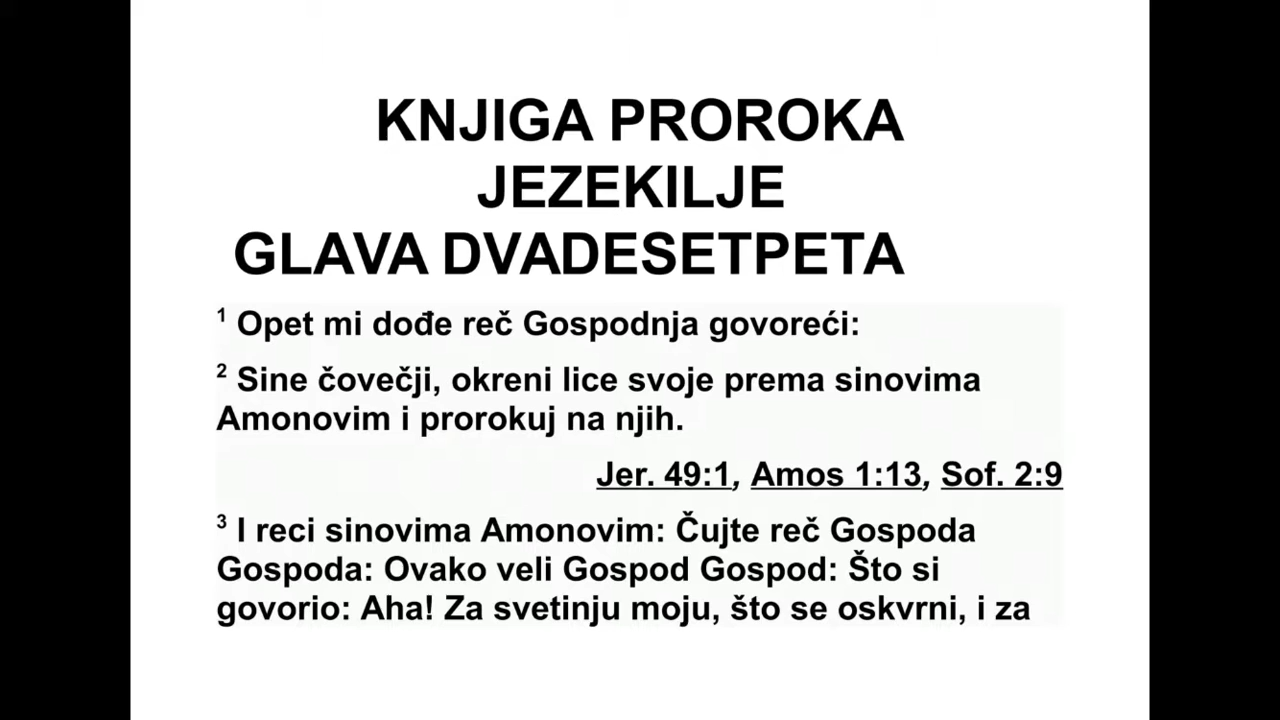 KNJIGA PROROKA
JEZEKILJE
GLAVA DVADESETPETA
1 Opet mi dođe reč Gospodnja govoreći:
2 Sine čovečji, okreni lice svoje prema sinovima
Amonovim i prorokuj na njih.
Jer. 49:1, Amos 1:13, Sof. 2:9
3 I reci sinovima Amonovim: Čujte reč Gospoda
Gospoda: Ovako veli Gospod Gospod: Što si
govorio: Aha! Za svetinju moju, što se oskvrni, i za